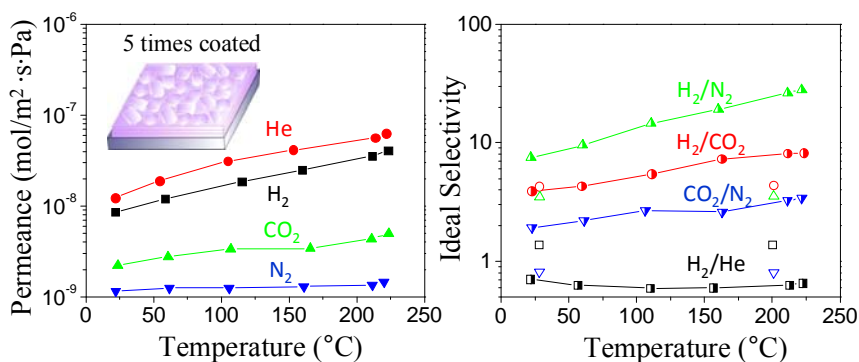 5 times coated
He
H₂
CO₂
N₂
10⁻⁶
10⁻⁷
10⁻⁸
10⁻⁹
0 50 100 150 200 250
Permeance (mol/m² ·s·Pa)
Temperature (°C)
H₂/N₂
H₂/CO₂
CO₂/N₂
H₂/He
100
10
1
0 50 100 150 200 250
Ideal Selectivity
Temperature (°C)